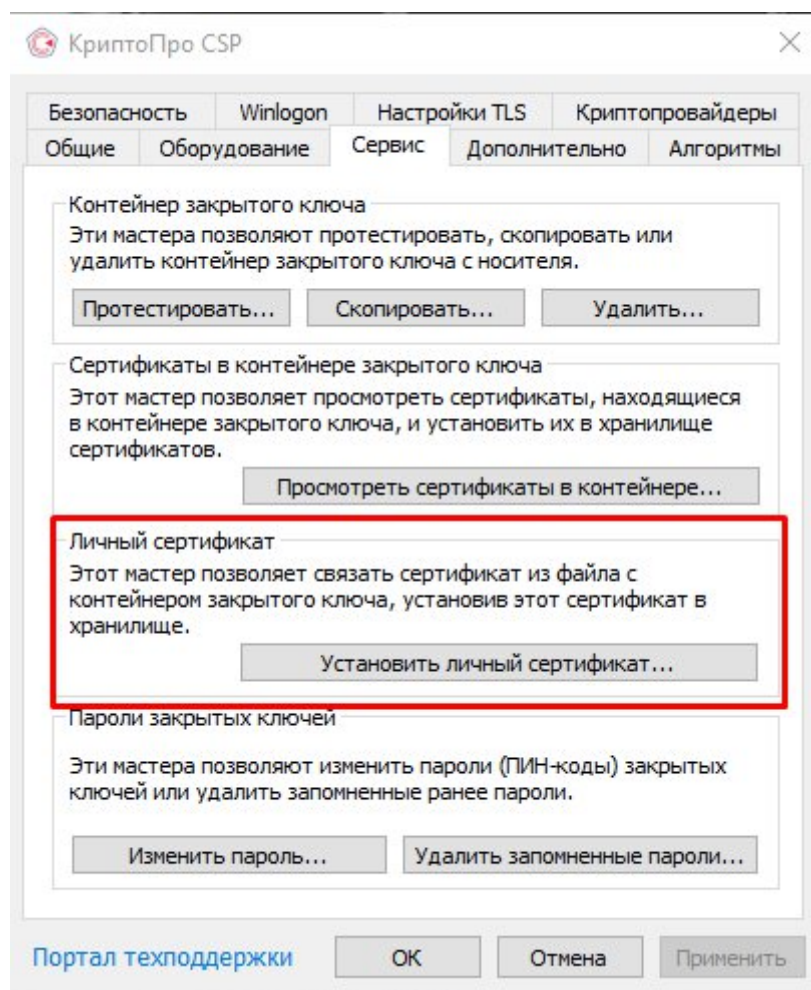 КриптоПро CSP
Безопасность Winlogon Настройки TLS Криптопровайдеры
Общие Оборудование Сервис Дополнительно Алгоритмы
Контейнер закрытого ключа
Эти мастера позволяют протестировать, скопировать или
удалить контейнер закрытого ключа с носителя.
Протестировать... Скопировать... Удалить...
Сертификаты в контейнере закрытого ключа
Этот мастер позволяет просмотреть сертификаты, находящиеся
в контейнере закрытого ключа, и установить их в хранилище
сертификатов.
Просмотреть сертификаты в контейнере...
Личный сертификат
Этот мастер позволяет связать сертификат из файла с
контейнером закрытого ключа, установив этот сертификат в
хранилище.
Установить личный сертификат...
Пароли закрытых ключей
Эти мастера позволяют изменить пароли (ПИН-коды) закрытых
ключей или удалить запомненные ранее пароли.
Изменить пароль... Удалить запомненные пароли...
Портал техподдержки ОК Отмена Применить